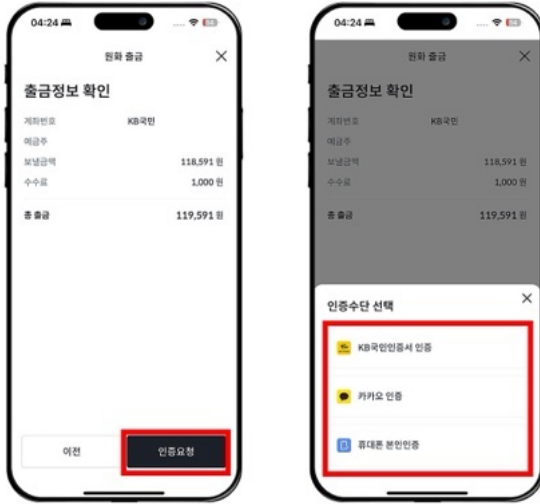 04:24
원화 출금
출금정보 확인
계좌번호 KB국민
예금주
보낼금액 118,591 원
수수료 1,000 원
총 출금 119,591 원
이전 인증요청
04:24
원화 출금
출금정보 확인
계좌번호 KB국민
예금주
보낼금액 118,591 원
수수료 1,000 원
총 출금 119,591 원
인증수단 선택
KB국민인증서 인증
카카오 인증
휴대폰 본인인증